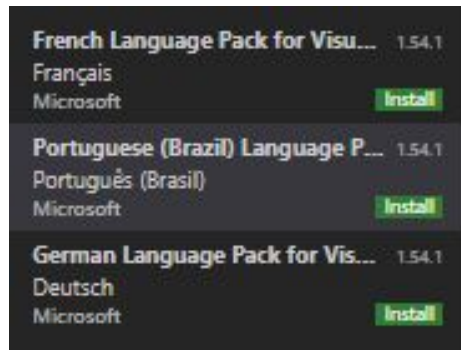 French Language Pack for Visu... 1.54.1
Français
Microsoft Install
Portuguese (Brazil) Language P... 1.54.1
Português (Brasil)
Microsoft Install
German Language Pack for Vis... 1.54.1
Deutsch
Microsoft Install